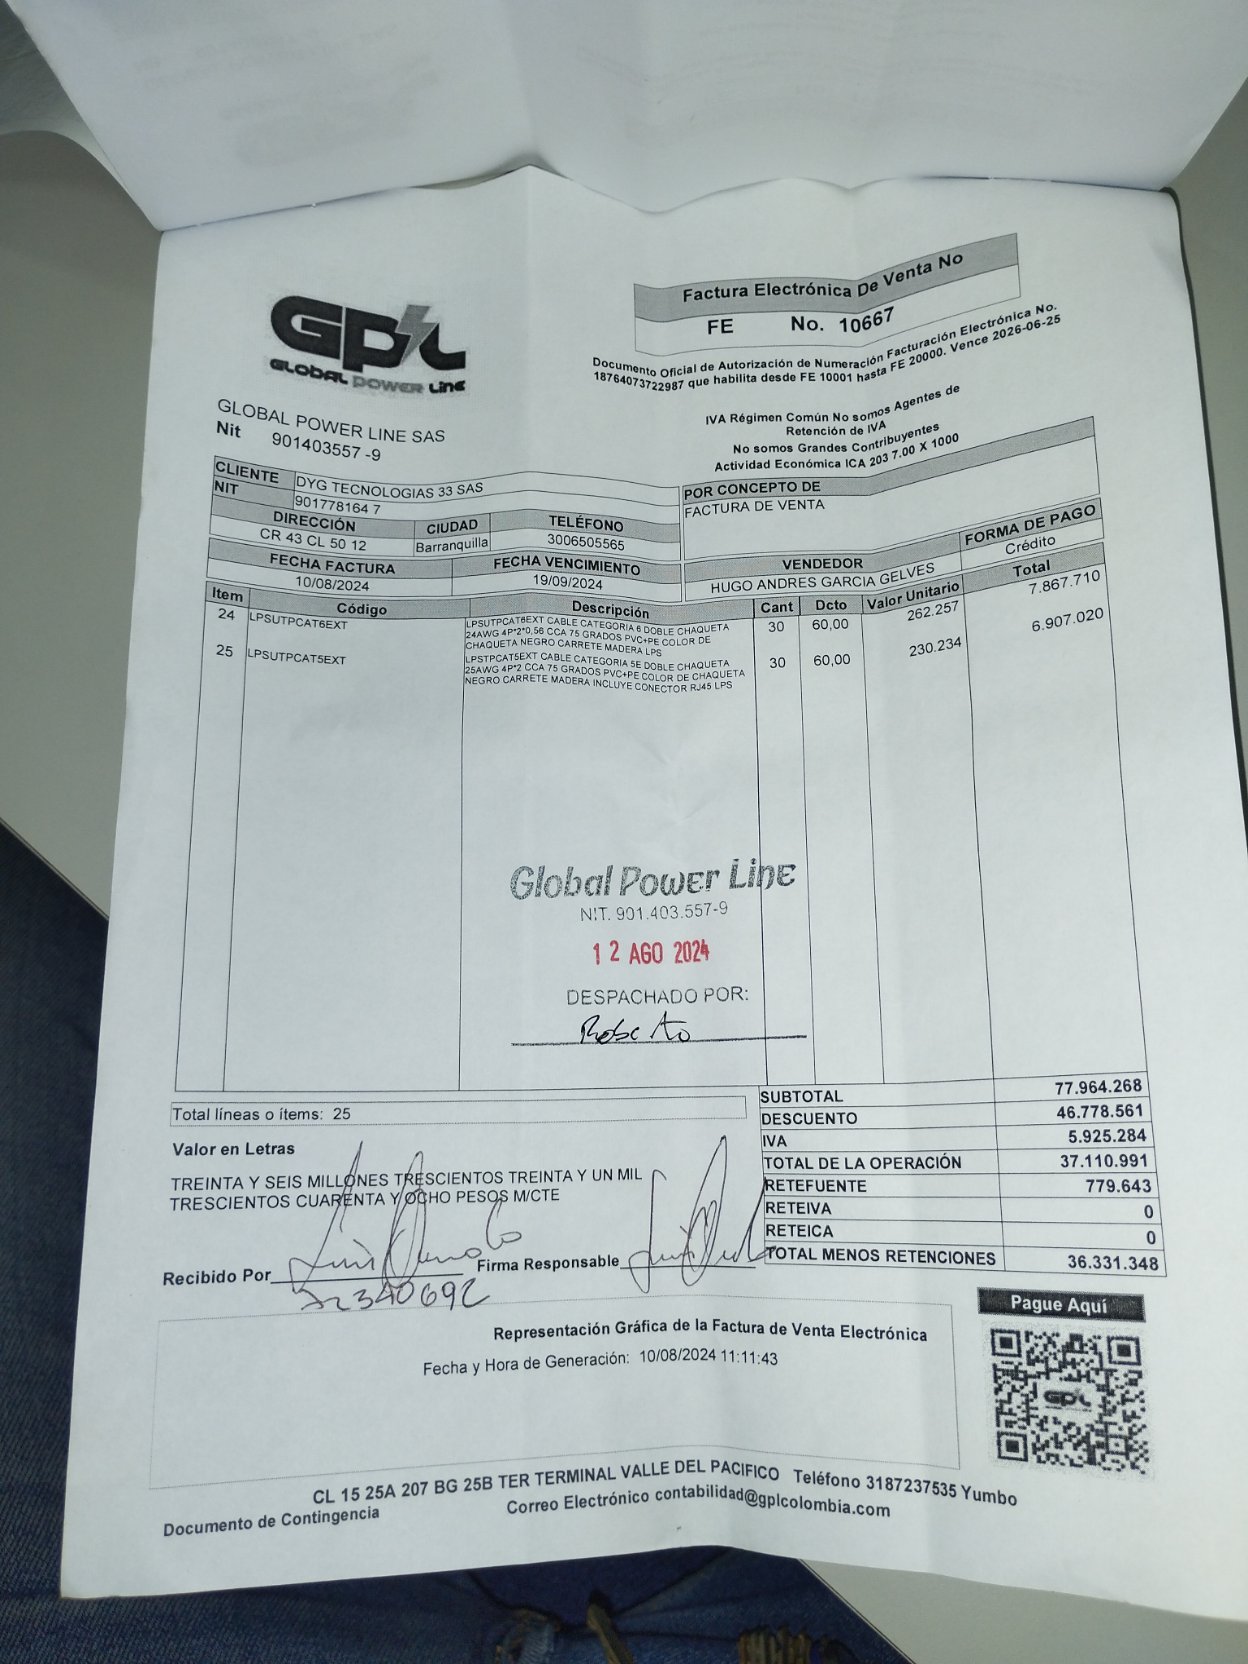 GPL
GLOBAL POWER LINE
Factura Electrónica De Venta No
FE No. 10667
Documento Oficial de Autorización de Numeración Facturación Electrónica No.
18764073722987 que habilita desde FE 10001 hasta FE 20000. Vence 2026-06-25
IVA Régimen Común No somos Agentes de
Retención de IVA
No somos Grandes Contribuyentes
Actividad Económica ICA 203 7.00 X 1000
GLOBAL POWER LINE SAS
Nit 901403557 -9
CLIENTE DYG TECNOLOGIAS 33 SAS
NIT 901778164 7
DIRECCIÓN CIUDAD TELÉFONO
CR 43 CL 50 12 Barranquilla 3006505565
FECHA FACTURA FECHA VENCIMIENTO
10/08/2024 19/09/2024
POR CONCEPTO DE
FACTURA DE VENTA
VENDEDOR FORMA DE PAGO
HUGO ANDRES GARCIA GELVES Crédito
Item Código Descripción Cant Dcto Valor Unitario Total
24 LPSUTPCAT6EXT LPSUTPCAT6EXT CABLE CATEGORIA 6 DOBLE CHAQUETA 30 60,00 262.257 7.867.710
24AWG 4P*2*0,56 CCA 75 GRADOS PVC+PE COLOR DE
CHAQUETA NEGRO CARRETE MADERA LPS
25 LPSUTPCAT5EXT LPSTPCAT5EXT CABLE CATEGORIA 5E DOBLE CHAQUETA 30 60,00 230.234 6.907.020
25AWG 4P*2 CCA 75 GRADOS PVC+PE COLOR DE CHAQUETA
NEGRO CARRETE MADERA INCLUYE CONECTOR RJ45 LPS
Global Power Line
NIT. 901.403.557-9
12 AGO 2024
DESPACHADO POR:
Roberto
Total líneas o ítems: 25
Valor en Letras
TREINTA Y SEIS MILLONES TRESCIENTOS TREINTA Y UN MIL
TRESCIENTOS CUARENTA Y OCHO PESOS M/CTE
SUBTOTAL 77.964.268
DESCUENTO 46.778.561
IVA 5.925.284
TOTAL DE LA OPERACIÓN 37.110.991
RETEFUENTE 779.643
RETEIVA 0
RETEICA 0
TOTAL MENOS RETENCIONES 36.331.348
Recibido Por
Firma Responsable
72340692
Pague Aquí
GPL
Representación Gráfica de la Factura de Venta Electrónica
Fecha y Hora de Generación: 10/08/2024 11:11:43
CL 15 25A 207 BG 25B TER TERMINAL VALLE DEL PACIFICO Teléfono 3187237535 Yumbo
Documento de Contingencia Correo Electrónico contabilidad@gplcolombia.com